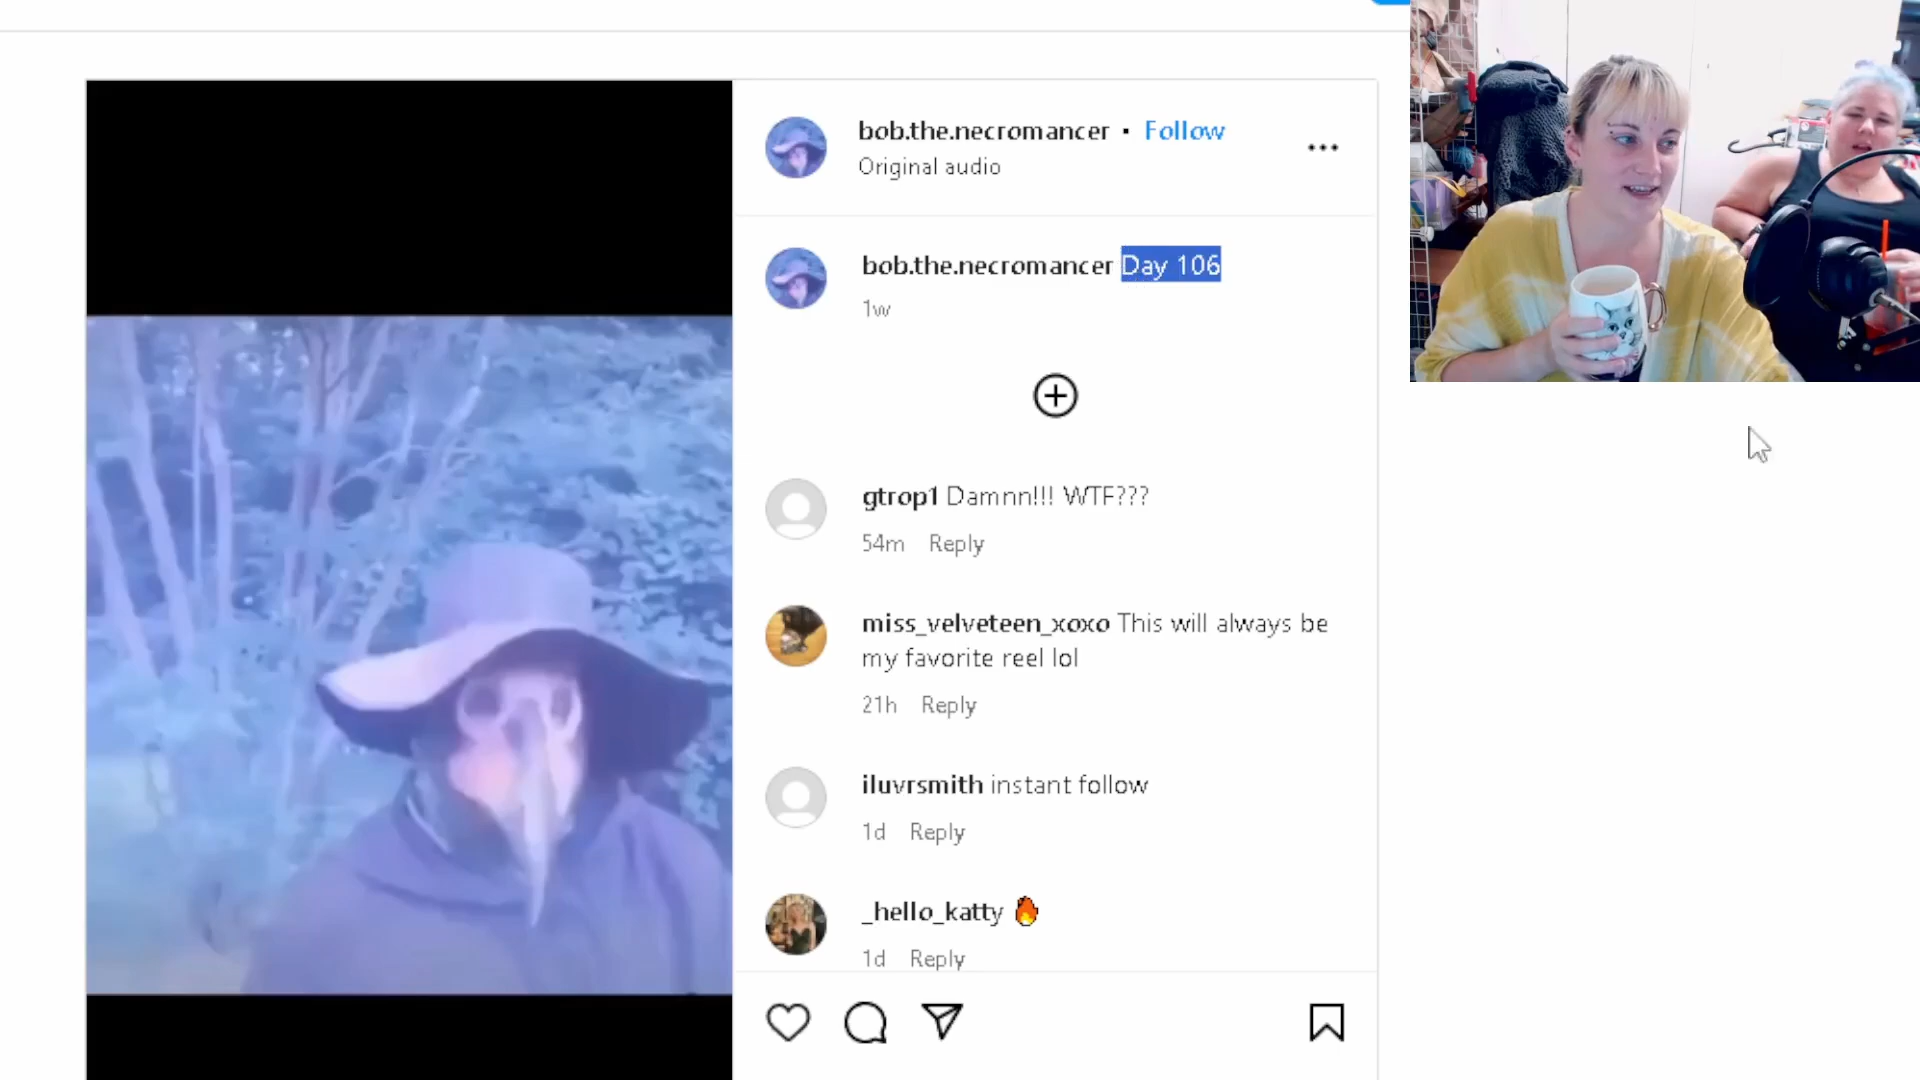 bob.the.necromancer • Follow
Original audio
bob.the.necromancer Day 106
1w
gtrop1 Damnn!!! WTF???
54m Reply
miss_velveteen_xoxo This will always be
my favorite reel lol
21h Reply
iluvrsmith instant follow
1d Reply
_hello_katty 🔥
1d Reply